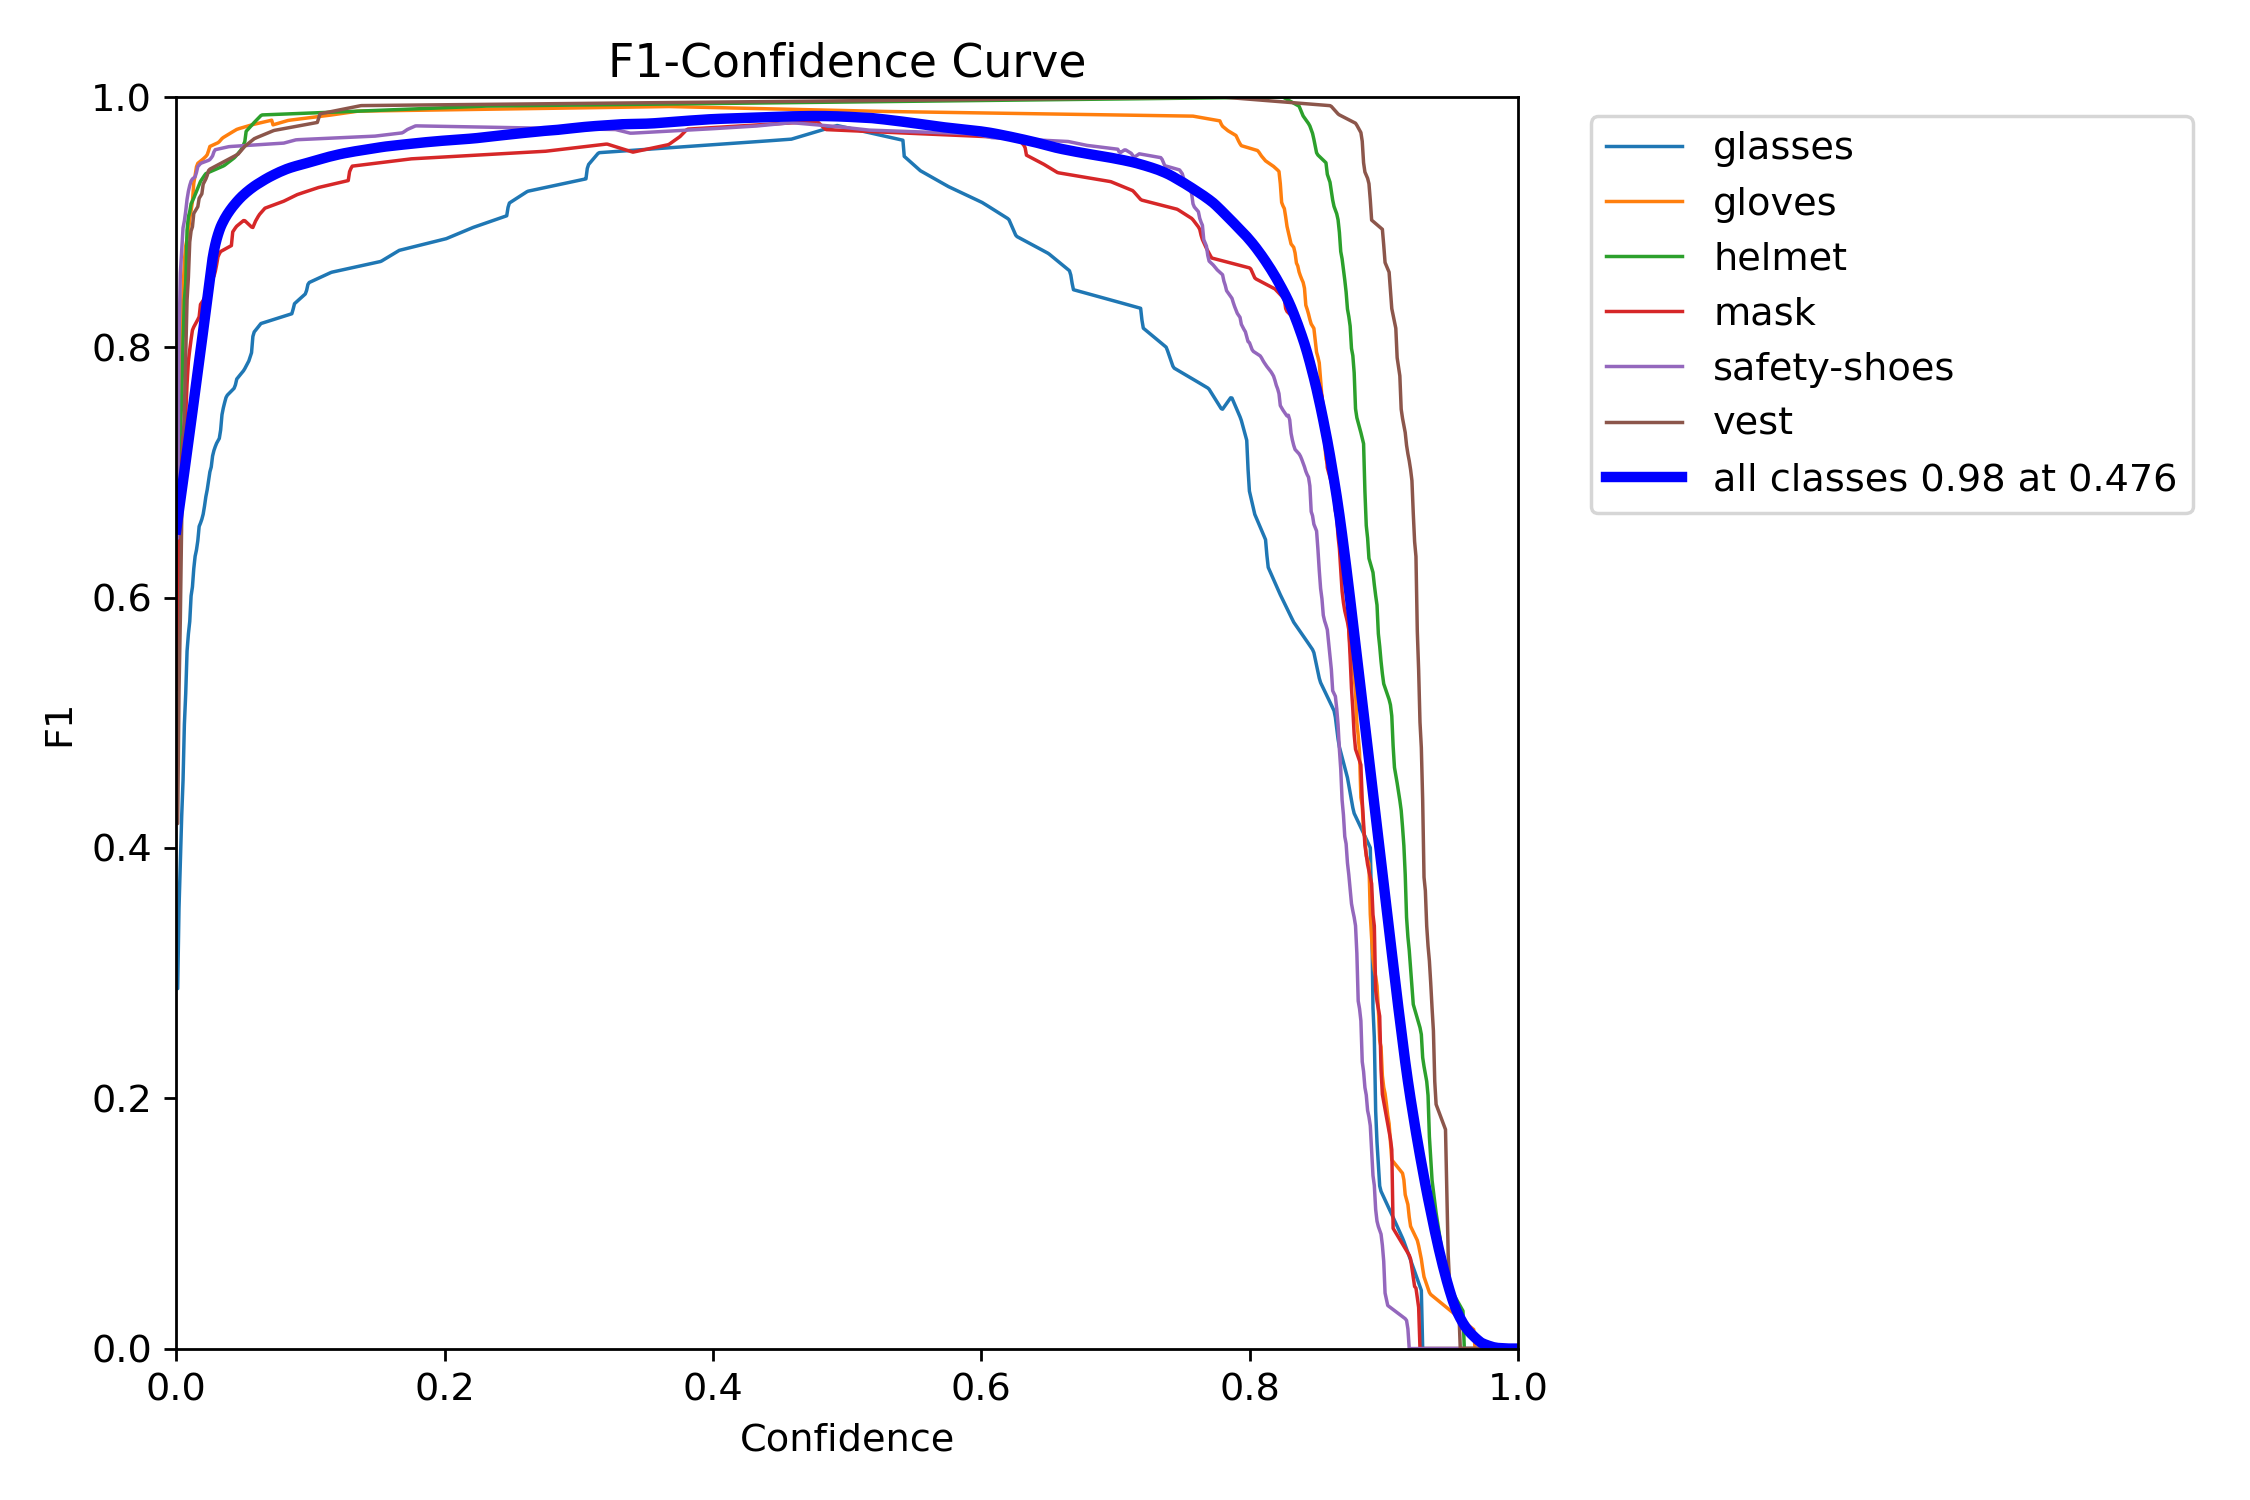 F1-Confidence Curve
1.0
0.8
0.6
0.4
0.2
0.0
F1
0.0 0.2 0.4 0.6 0.8 1.0
Confidence
glasses
gloves
helmet
mask
safety-shoes
vest
all classes 0.98 at 0.476